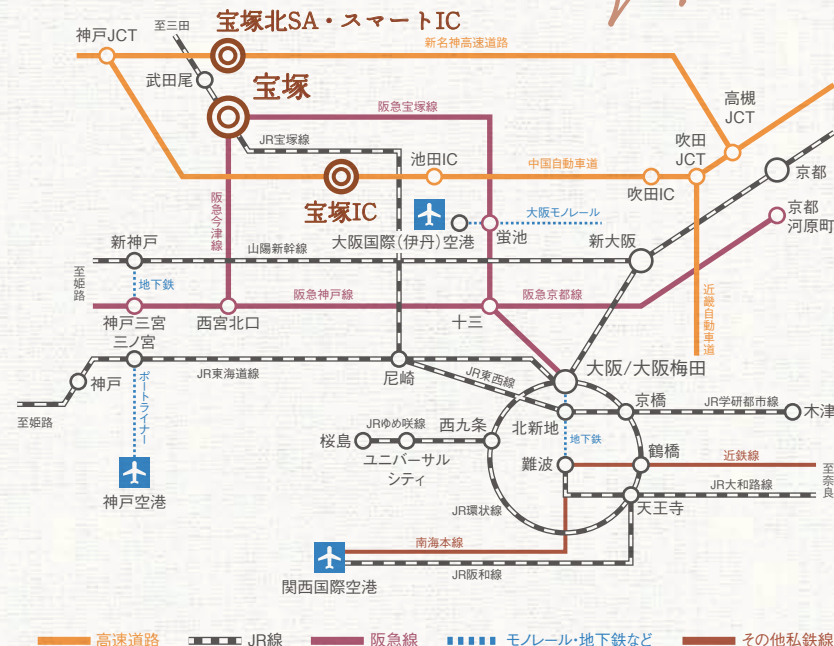 宝塚北SA・スマートIC
至三田
神戸JCT
新名神高速道路
武田尾
宝塚
阪急宝塚線
高槻
JCT
JR宝塚線
池田IC
中国自動車道
吹田
JCT
京都
宝塚IC
吹田IC
阪急今津線
大阪モノレール
京都
河原町
大阪国際(伊丹)空港
蛍池
新大阪
新神戸
山陽新幹線
至姫路
地下鉄
阪急神戸線
阪急京都線
近畿自動車道
神戸三宮
西宮北口
十三
三ノ宮
大阪/大阪梅田
神戸
JR東海道線
尼崎
JR東西線
ポートライナー
京橋
JR学研都市線
木津
至姫路
JRゆめ咲線
西九条
北新地
桜島
地下鉄
鶴橋
ユニバーサル
シティ
難波
近鉄線
至奈良
JR大和路線
神戸空港
JR環状線
天王寺
南海本線
関西国際空港
JR阪和線
高速道路
JR線
阪急線
モノレール・地下鉄など
その他私鉄線